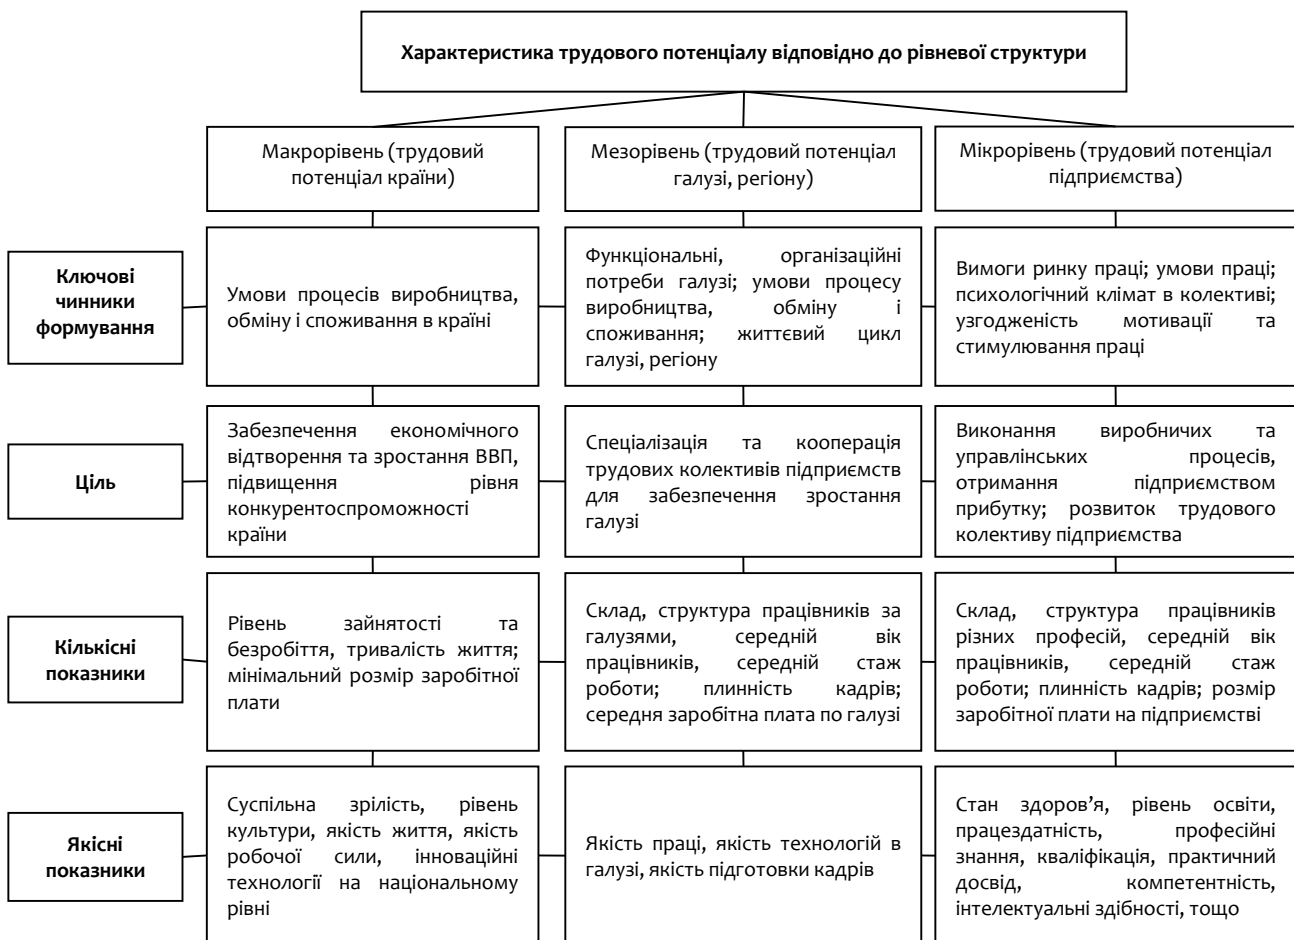 Характеристика трудового потенціалу відповідно до рівневої структури
Макрорівень (трудовий
потенціал країни)
Мезорівень (трудовий потенціал
галузі, регіону)
Мікрорівень (трудовий потенціал
підприємства)
Ключові
чинники
формування
Умови процесів виробництва,
обміну і споживання в країні
Функціональні, організаційні
потреби галузі; умови процесу
виробництва, обміну і
споживання; життєвий цикл
галузі, регіону
Вимоги ринку праці; умови праці;
психологічний клімат в колективі;
узгодженість мотивації та
стимулювання праці
Ціль
Забезпечення економічного
відтворення та зростання ВВП,
підвищення рівня
конкурентоспроможності
країни
Спеціалізація та кооперація
трудових колективів підприємств
для забезпечення зростання
галузі
Виконання виробничих та
управлінських процесів,
отримання підприємством
прибутку; розвиток трудового
колективу підприємства
Кількісні
показники
Рівень зайнятості та
безробіття, тривалість життя;
мінімальний розмір заробітної
плати
Склад, структура працівників за
галузями, середній вік
працівників, середній стаж
роботи; плинність кадрів;
середня заробітна плата по галузі
Склад, структура працівників
різних професій, середній вік
працівників, середній стаж
роботи; плинність кадрів; розмір
заробітної плати на підприємстві
Якісні
показники
Суспільна зрілість, рівень
культури, якість життя, якість
робочої сили, інноваційні
технології на національному
рівні
Якість праці, якість технологій в
галузі, якість підготовки кадрів
Стан здоров’я, рівень освіти,
працездатність, професійні
знання, кваліфікація, практичний
досвід, компетентність,
інтелектуальні здібності, тощо